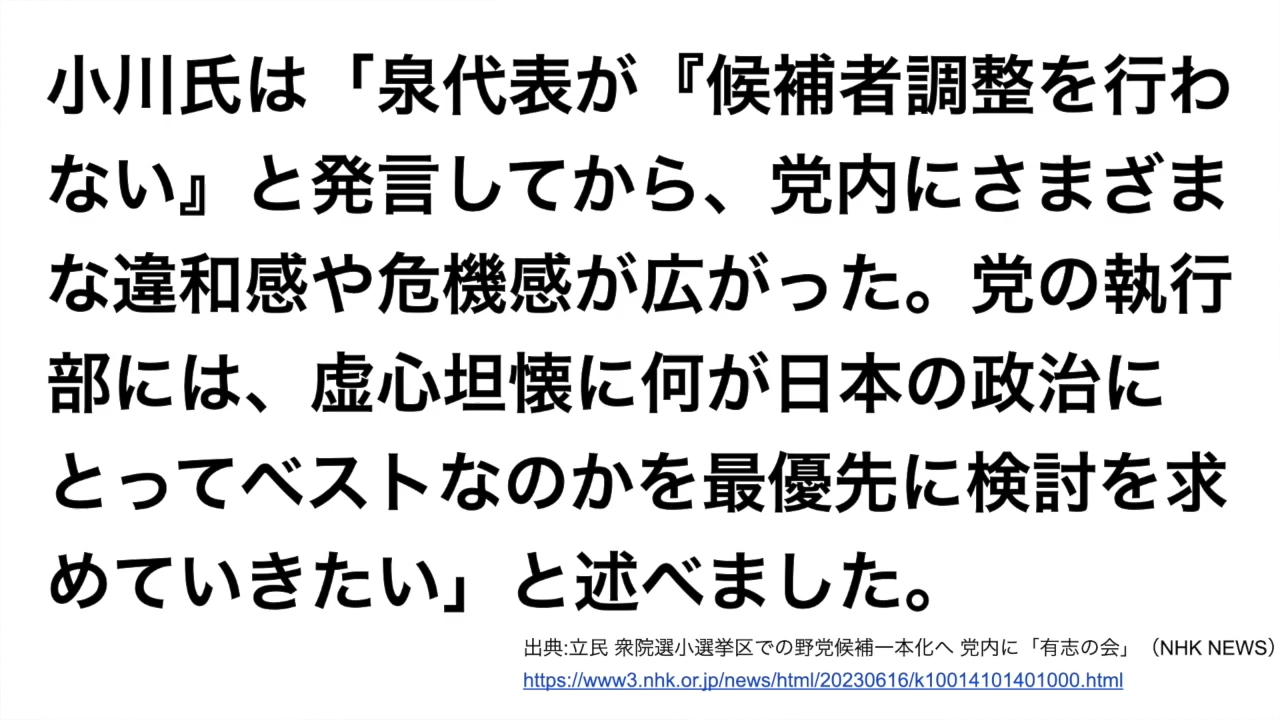 小川氏は「泉代表が『候補者調整を行わ
ない』と発言してから、党内にさまざま
な違和感や危機感が広がった。党の執行
部には、虚心坦懐に何が日本の政治に
とってベストなのかを最優先に検討を求
めていきたい」と述べました。
出典:立民 衆院選小選挙区での野党候補一本化へ 党内に「有志の会」（NHK NEWS）
https://www3.nhk.or.jp/news/html/20230616/k10014101401000.html